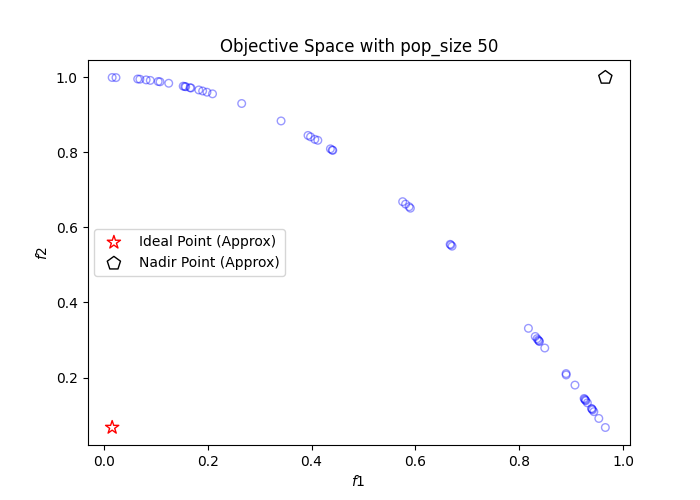 Objective Space with pop_size 50
1.0
0.8
0.6
0.4
0.2
f2
Ideal Point (Approx)
Nadir Point (Approx)
0.0 0.2 0.4 0.6 0.8 1.0
f1